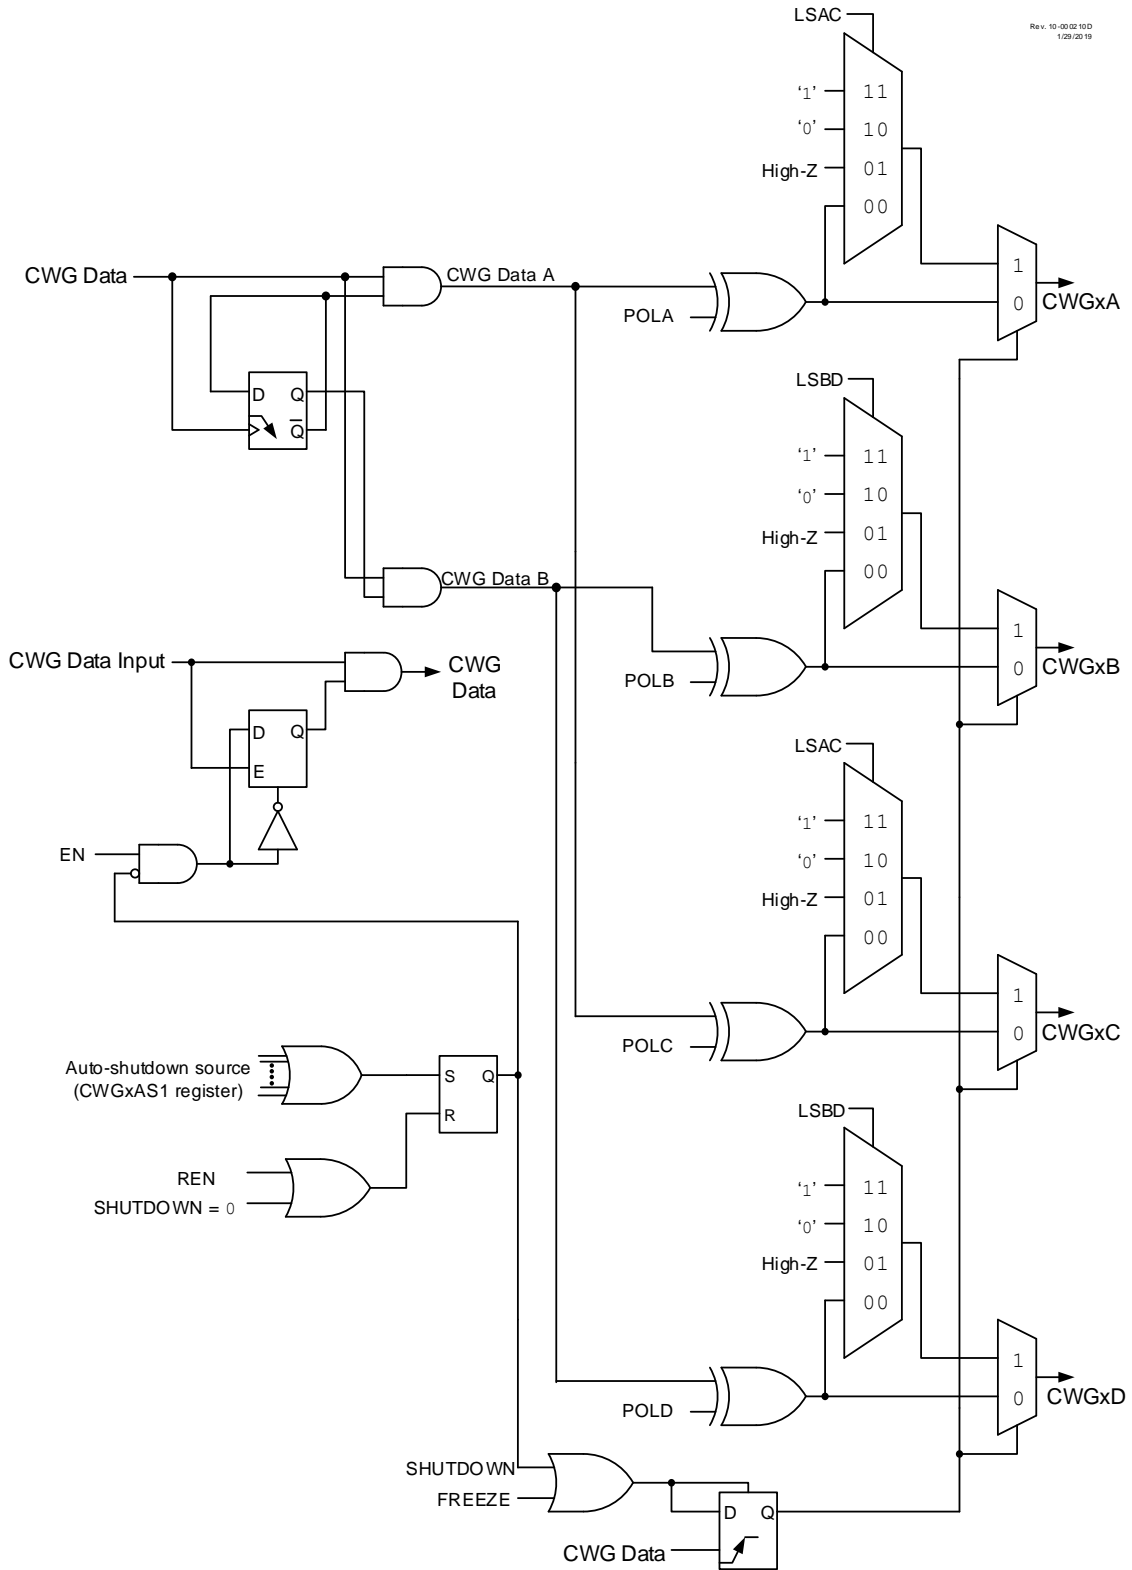 LSAC
Rev. 10-000210D
1/29/2019
‘1’ 11
‘0’ 10
High-Z 01
00
CWG Data
CWG Data A
POLA
1
0
CWGxA
D Q
Q
LSBD
‘1’ 11
‘0’ 10
High-Z 01
00
CWG Data B
CWG Data Input
CWG
Data
POLB
1
0
CWGxB
D Q
E
EN
LSAC
‘1’ 11
‘0’ 10
High-Z 01
00
POLC
1
0
CWGxC
Auto-shutdown source
(CWGxAS1 register)
S Q
R
REN
SHUTDOWN = 0
LSBD
‘1’ 11
‘0’ 10
High-Z 01
00
POLD
1
0
CWGxD
SHUTDOWN
FREEZE
D Q
CWG Data